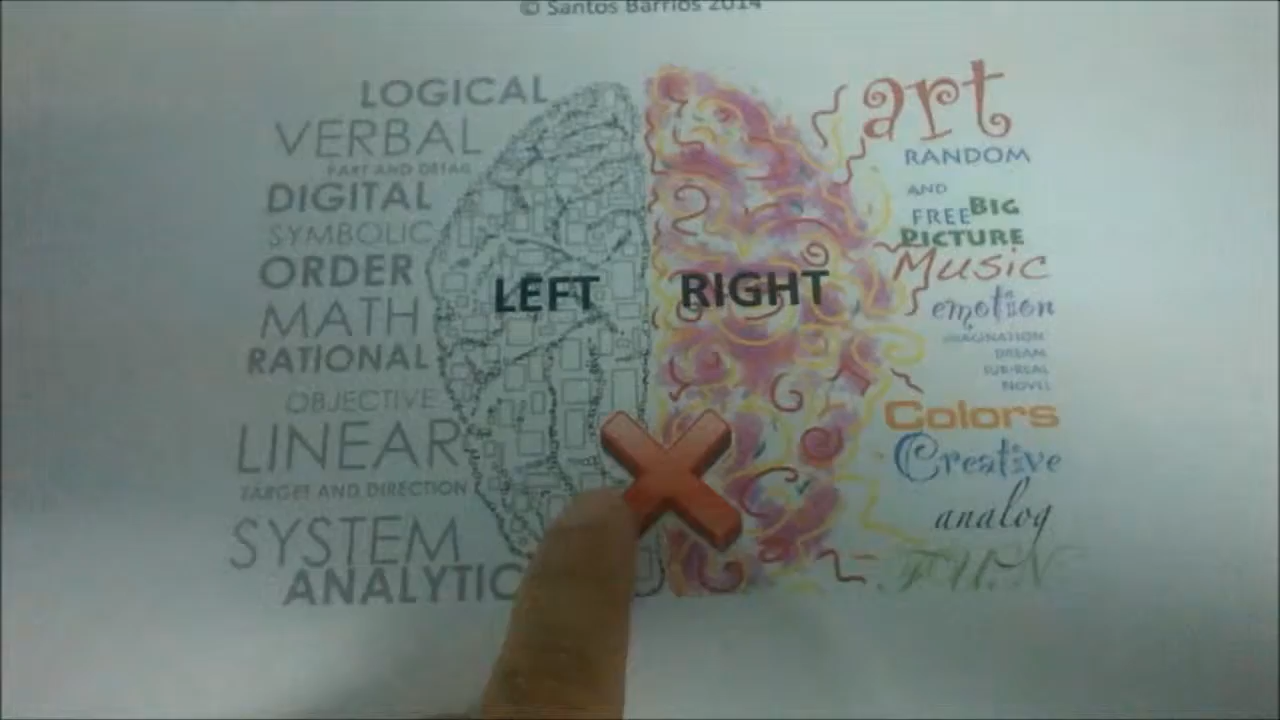 © Santos Barrios 2014
LOGICAL
VERBAL
PART AND DETAIL
DIGITAL
SYMBOLIC
ORDER
MATH
RATIONAL
OBJECTIVE
LINEAR
TARGET AND DIRECTION
SYSTEM
ANALYTIC
LEFT
RIGHT
art
RANDOM
AND
FREE
BIG
PICTURE
Music
emotion
IMAGINATION
DREAM
SUR-REAL
NOVEL
Colors
Creative
analog
FUN